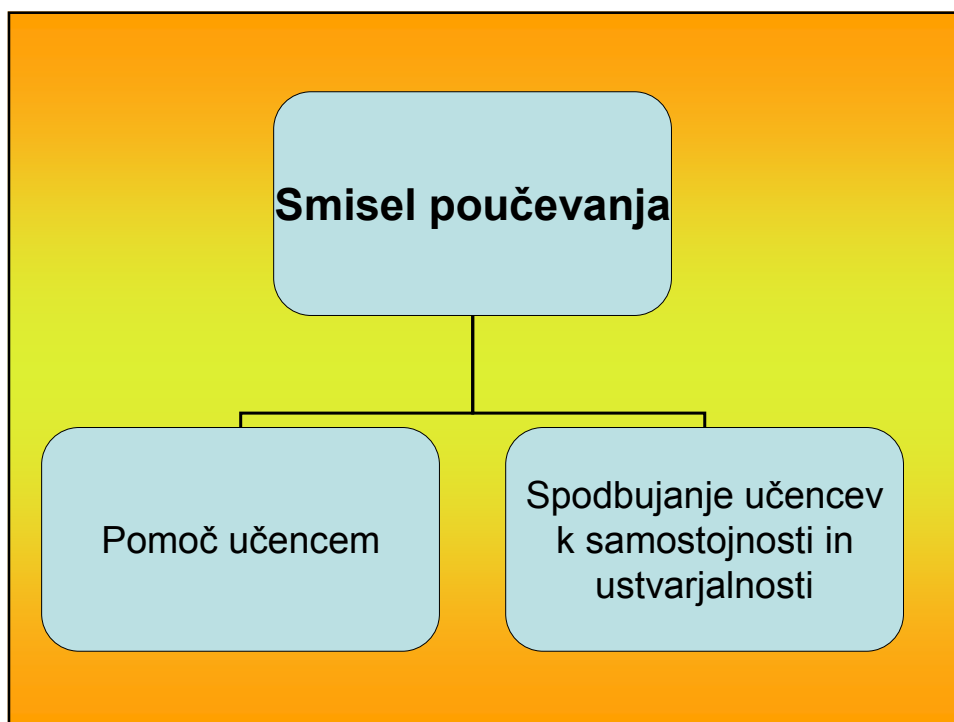 Smisel poučevanja
Pomoč učencem
Spodbujanje učencev
k samostojnosti in
ustvarjalnosti